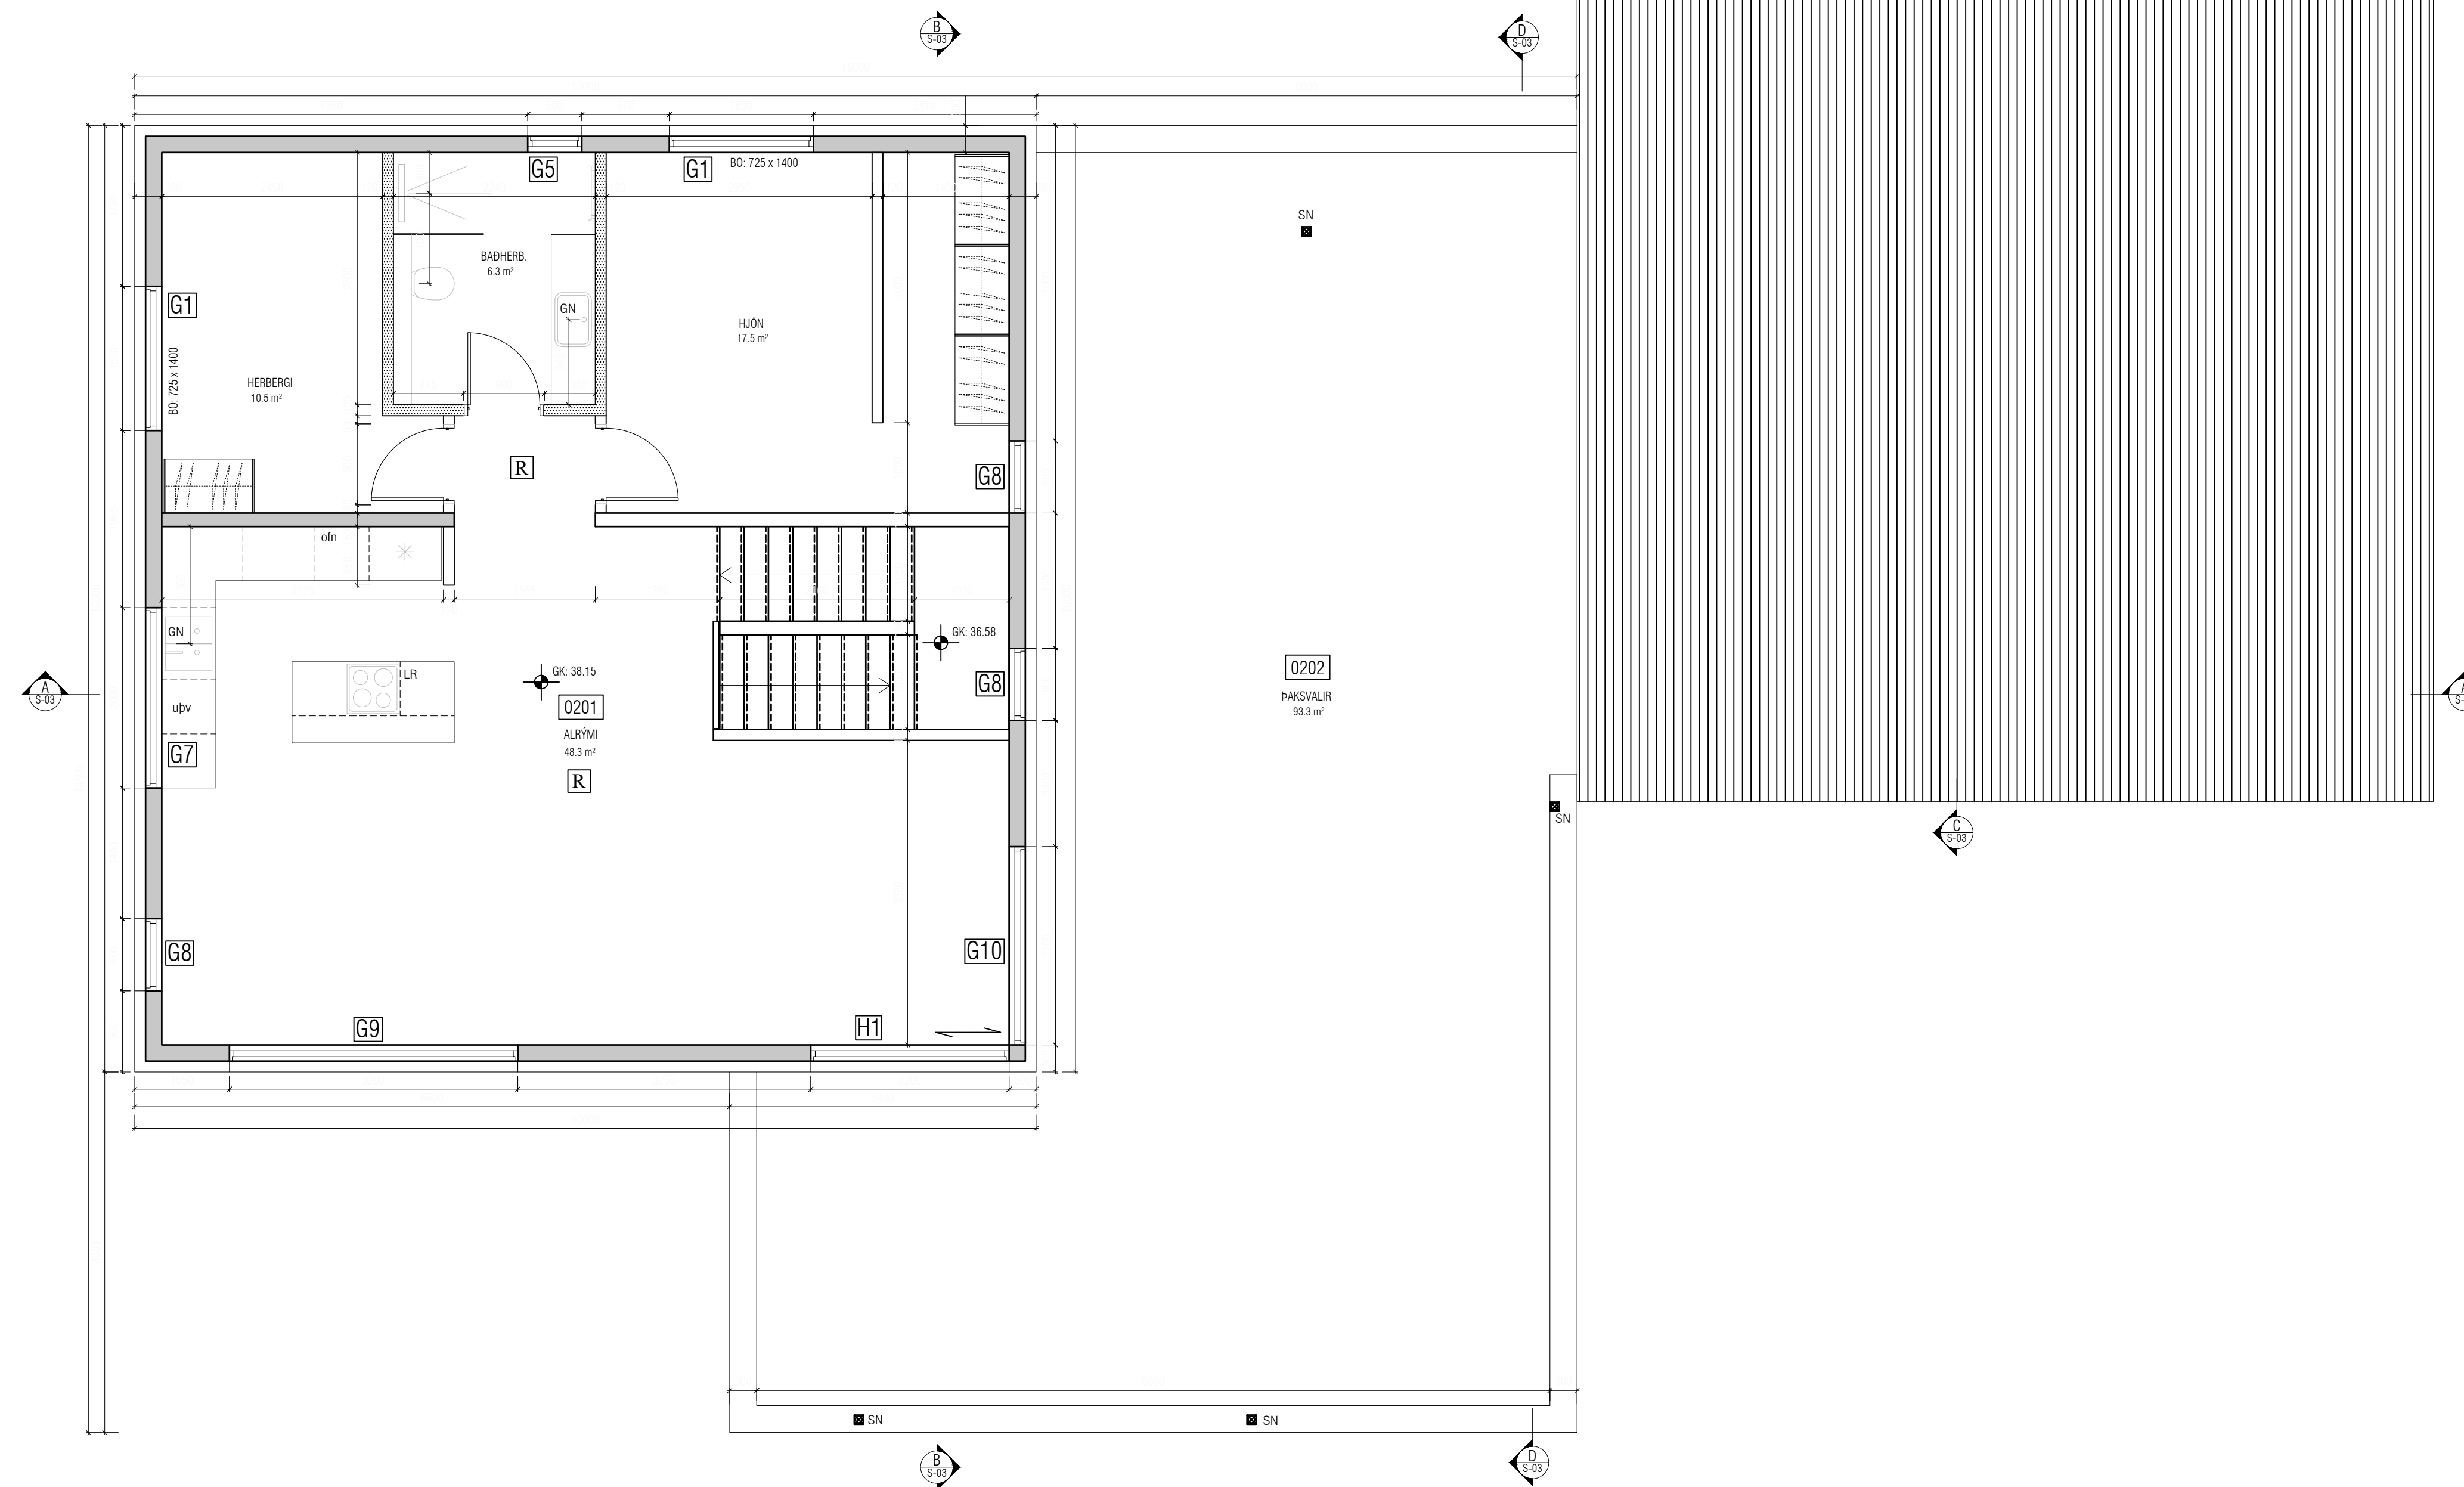 B
S-03
D
S-03
G5
G1
BO: 725 x 1400
SN
BAÐHERB.
6.3 m²
G1
GN
HJÓN
17.5 m²
BO: 725 x 1400
HERBERGI
10.5 m²
R
G8
ofn
GN
GK: 36.58
GK: 38.15
LR
0202
ÞAKSVALIR
93.3 m²
A
S-03
G8
uþv
0201
ALRÝMI
48.3 m²
G7
R
SN
C
S-03
G8
G10
G9
H1
SN
SN
B
S-03
D
S-03